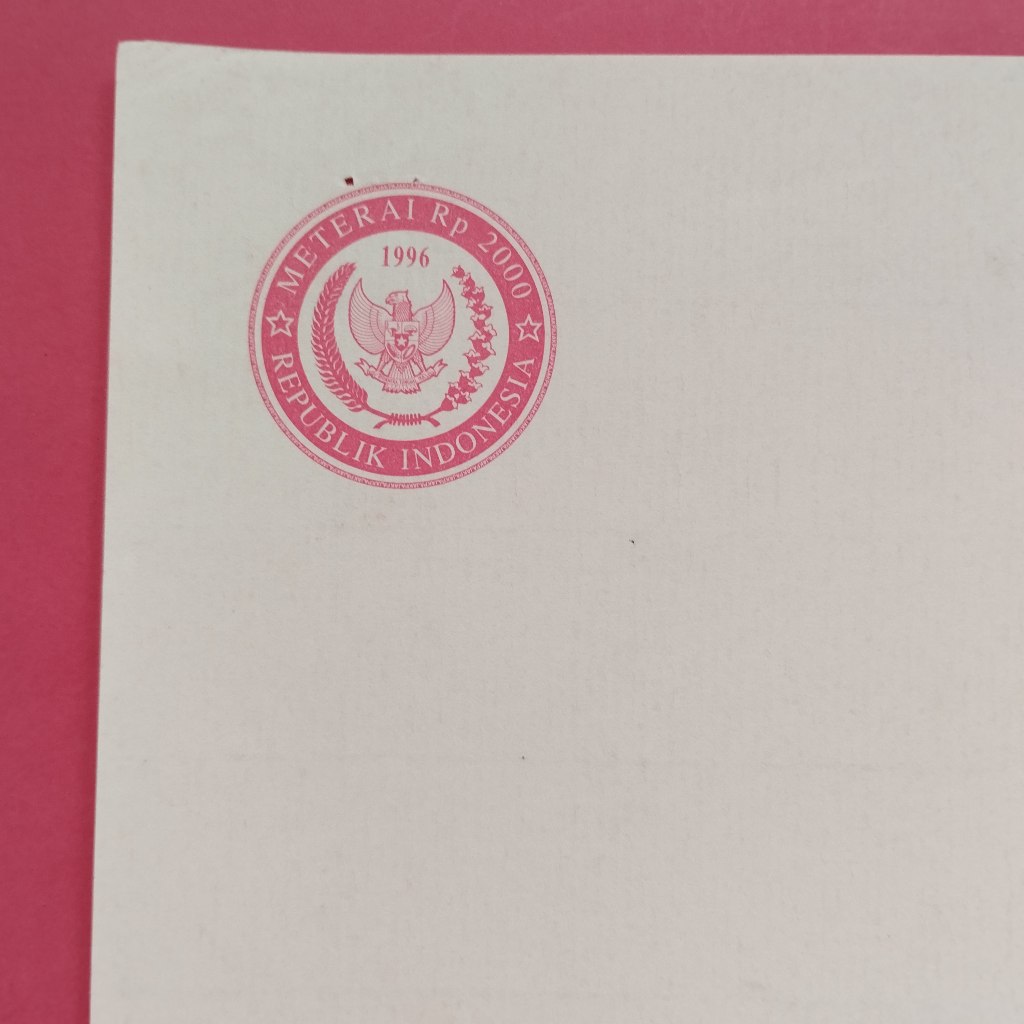 METERAI Rp 2000
1996
REPUBLIK INDONESIA